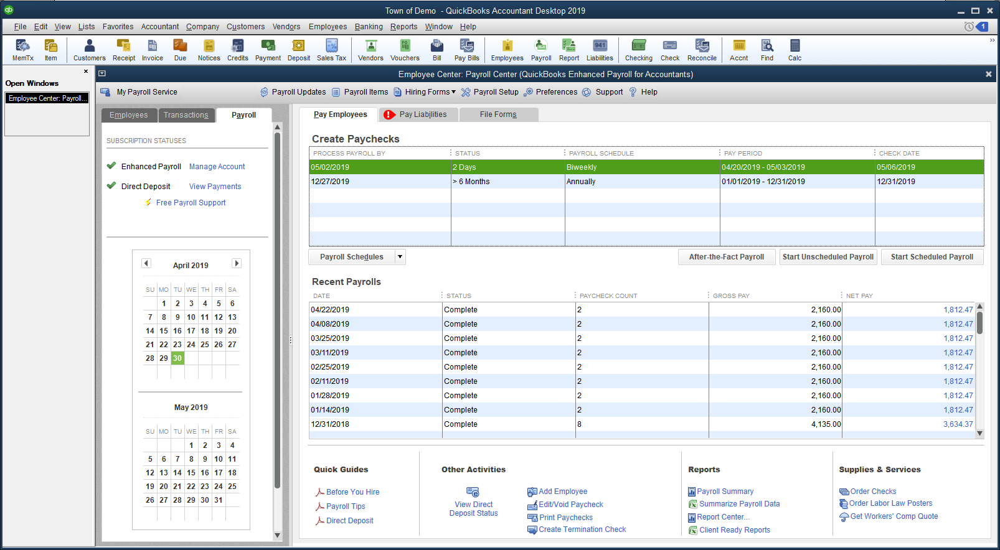 qb
Town of Demo - QuickBooks Accountant Desktop 2019
File Edit View Lists Favorites Accountant Company Customers Vendors Employees Banking Reports Window Help
1
MemTx Item Customers Receipt Invoice Due Notices Credits Payment Deposit Sales Tax Vendors Vouchers Bill Pay Bills Employees Payroll Report Liabilities Checking Check Reconcile Accnt Find Calc
Open Windows
Employee Center: Payroll...
Employee Center: Payroll Center (QuickBooks Enhanced Payroll for Accountants)
My Payroll Service Payroll Updates Payroll Items Hiring Forms Payroll Setup Preferences Support Help
Employees Transactions Payroll
SUBSCRIPTION STATUSES
Enhanced Payroll Manage Account
Direct Deposit View Payments
Free Payroll Support
April 2019
SU MO TU WE TH FR SA
1 2 3 4 5 6
7 8 9 10 11 12 13
14 15 16 17 18 19 20
21 22 23 24 25 26 27
28 29 30
May 2019
SU MO TU WE TH FR SA
1 2 3 4
5 6 7 8 9 10 11
12 13 14 15 16 17 18
19 20 21 22 23 24 25
26 27 28 29 30 31
Pay Employees Pay Liabilities File Forms
Create Paychecks
PROCESS PAYROLL BY STATUS PAYROLL SCHEDULE PAY PERIOD CHECK DATE
05/02/2019 2 Days Biweekly 04/20/2019 - 05/03/2019 05/06/2019
12/27/2019 > 6 Months Annually 01/01/2019 - 12/31/2019 12/31/2019
Payroll Schedules After-the-Fact Payroll Start Unscheduled Payroll Start Scheduled Payroll
Recent Payrolls
DATE STATUS PAYCHECK COUNT GROSS PAY NET PAY
04/22/2019 Complete 2 2,160.00 1,812.47
04/08/2019 Complete 2 2,160.00 1,812.47
03/25/2019 Complete 2 2,160.00 1,812.47
03/11/2019 Complete 2 2,160.00 1,812.47
02/25/2019 Complete 2 2,160.00 1,812.47
02/11/2019 Complete 2 2,160.00 1,812.47
01/28/2019 Complete 2 2,160.00 1,812.47
01/14/2019 Complete 2 2,160.00 1,812.47
12/31/2018 Complete 8 4,135.00 3,634.37
Quick Guides
Before You Hire
Payroll Tips
Direct Deposit
Other Activities
View Direct
Deposit Status
Add Employee
Edit/Void Paycheck
Print Paychecks
Create Termination Check
Reports
Payroll Summary
Summarize Payroll Data
Report Center...
Client Ready Reports
Supplies & Services
Order Checks
Order Labor Law Posters
Get Workers' Comp Quote